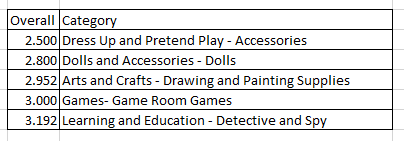 Overall Category
2.500 Dress Up and Pretend Play - Accessories
2.800 Dolls and Accessories - Dolls
2.952 Arts and Crafts - Drawing and Painting Supplies
3.000 Games- Game Room Games
3.192 Learning and Education - Detective and Spy